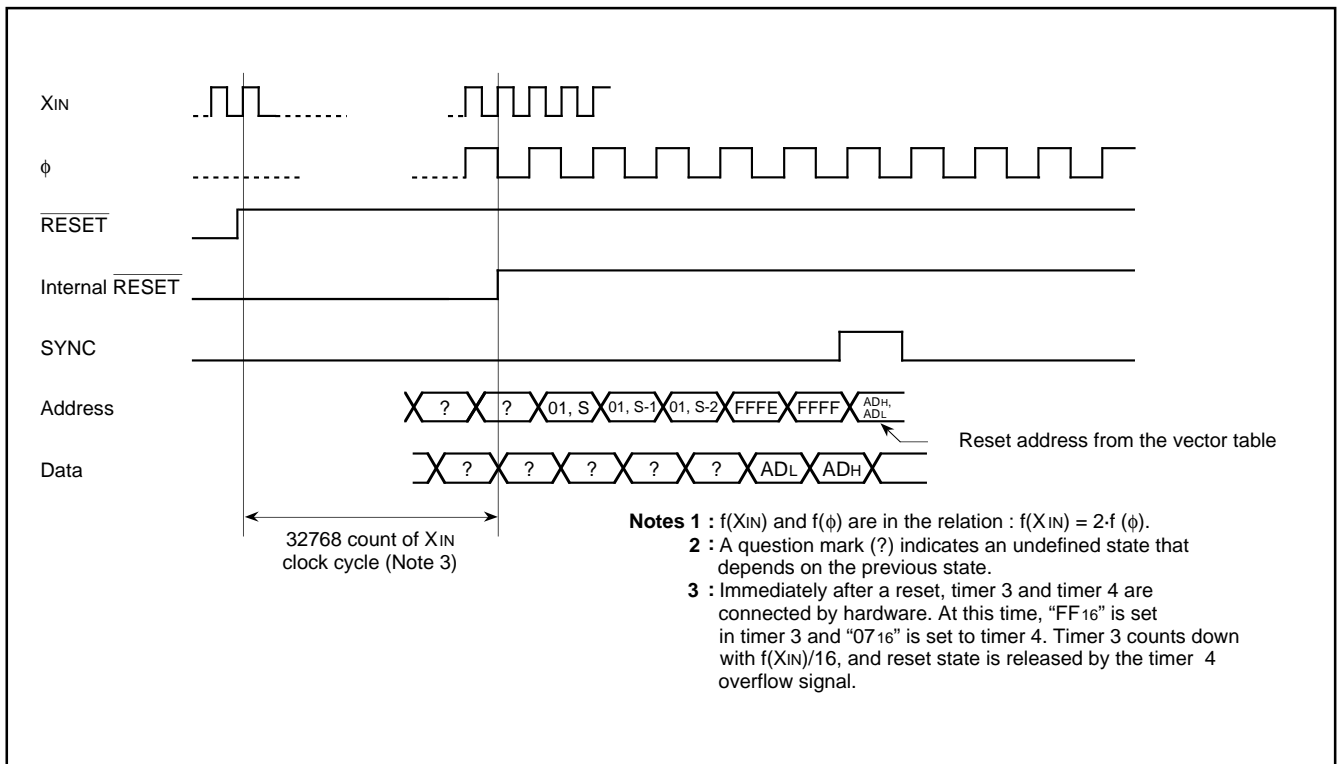 XIN
ϕ
RESET
Internal RESET
SYNC
Address
? ? 01, S 01, S-1 01, S-2 FFFE FFFF ADH,
ADL
Reset address from the vector table
Data
? ? ? ? ? ADL ADH
32768 count of XIN
clock cycle (Note 3)
Notes 1 : f(XIN) and f(ϕ) are in the relation : f(XIN) = 2·f (ϕ).
2 : A question mark (?) indicates an undefined state that
depends on the previous state.
3 : Immediately after a reset, timer 3 and timer 4 are
connected by hardware. At this time, “FF16” is set
in timer 3 and “0716” is set to timer 4. Timer 3 counts down
with f(XIN)/16, and reset state is released by the timer 4
overflow signal.